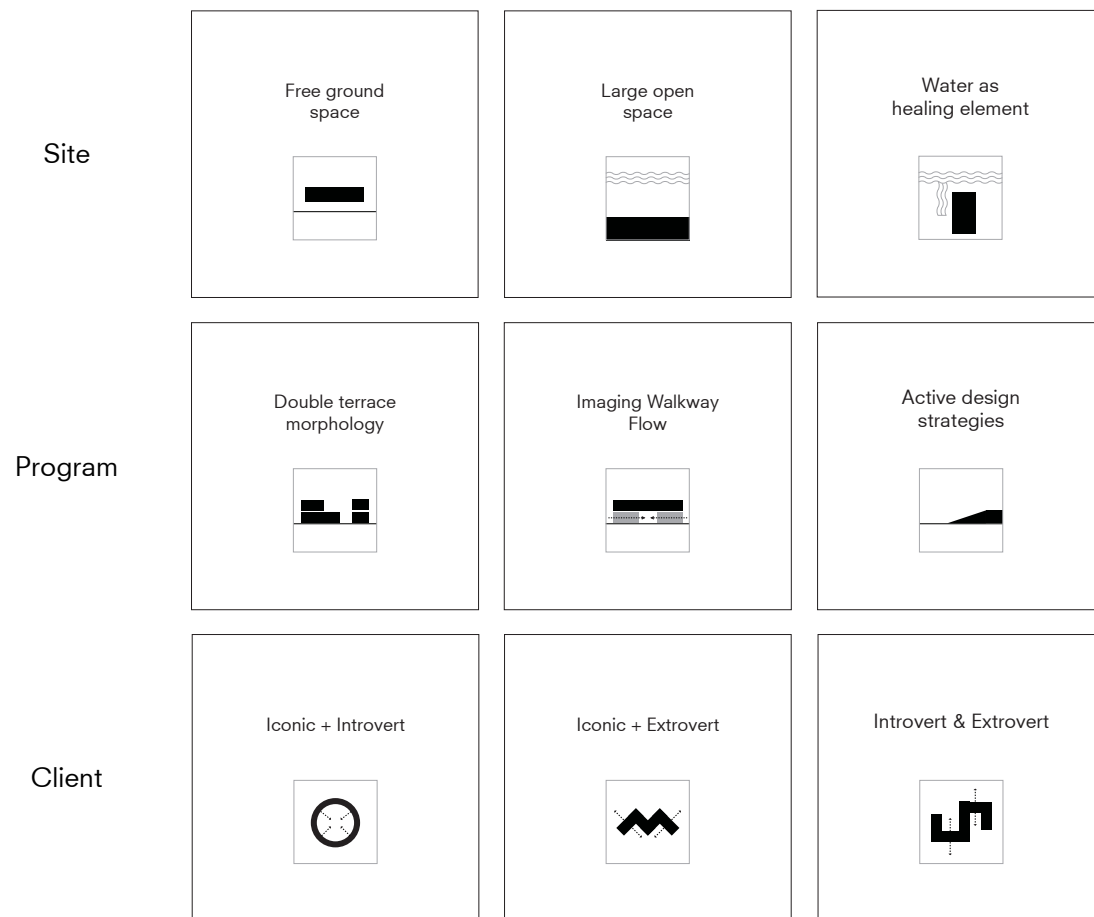 Site
Free ground
space
Large open
space
Water as
healing element
Program
Double terrace
morphology
Imaging Walkway
Flow
Active design
strategies
Client
Iconic + Introvert
Iconic + Extrovert
Introvert & Extrovert